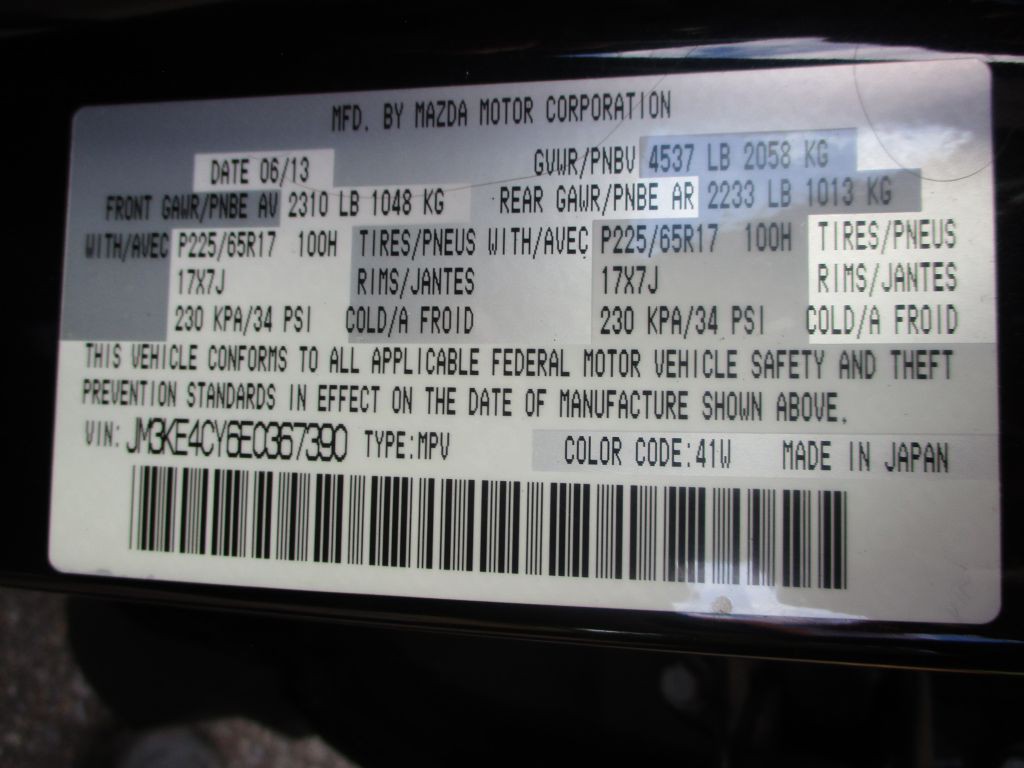 MFD. BY MAZDA MOTOR CORPORATION
DATE 06/13 GVWR/PNBV 4537 LB 2058 KG
FRONT GAWR/PNBE AV 2310 LB 1048 KG REAR GAWR/PNBE AR 2233 LB 1013 KG
WITH/AVEC P225/65R17 100H TIRES/PNEUS WITH/AVEC P225/65R17 100H TIRES/PNEUS
17X7J RIMS/JANTES 17X7J RIMS/JANTES
230 KPA/34 PSI COLD/A FROID 230 KPA/34 PSI COLD/A FROID
THIS VEHICLE CONFORMS TO ALL APPLICABLE FEDERAL MOTOR VEHICLE SAFETY AND THEFT
PREVENTION STANDARDS IN EFFECT ON THE DATE OF MANUFACTURE SHOWN ABOVE.
VIN: JM3KE4CY6E0367390 TYPE:MPV COLOR CODE:41W MADE IN JAPAN